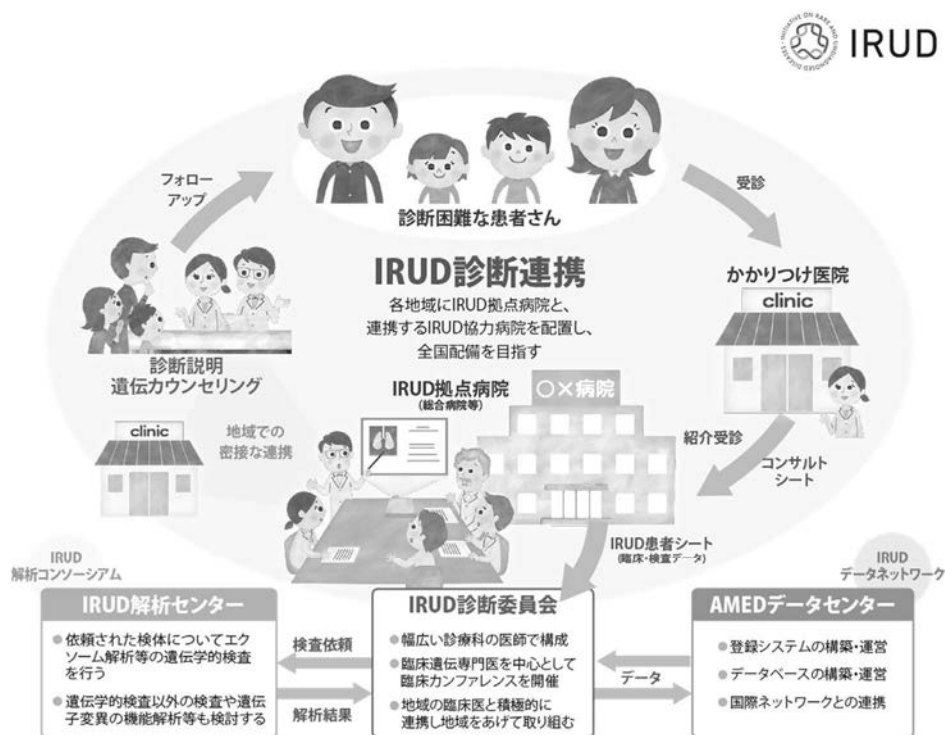 INITIATIVE ON RARE AND UNDIAGNOSED DISEASES
IRUD
フォロー
アップ
受診
診断困難な患者さん
IRUD診断連携
各地域にIRUD拠点病院と、
連携するIRUD協力病院を配置し、
全国配備を目指す
かかりつけ医院
clinic
診断説明
遺伝カウンセリング
IRUD拠点病院
(総合病院等)
〇×病院
clinic
地域での
密接な連携
紹介受診
コンサルト
シート
IRUD患者シート
(臨床・検査データ)
IRUD
解析コンソーシアム
IRUD
データネットワーク
IRUD解析センター
●依頼された検体についてエク
ソーム解析等の遺伝学的検査
を行う
●遺伝学的検査以外の検査や遺伝
子変異の機能解析等も検討する
検査依頼
解析結果
IRUD診断委員会
●幅広い診療科の医師で構成
●臨床遺伝専門医を中心として
臨床カンファレンスを開催
●地域の臨床医と積極的に
連携し地域をあげて取り組む
データ
AMEDデータセンター
●登録システムの構築・運営
●データベースの構築・運営
●国際ネットワークとの連携